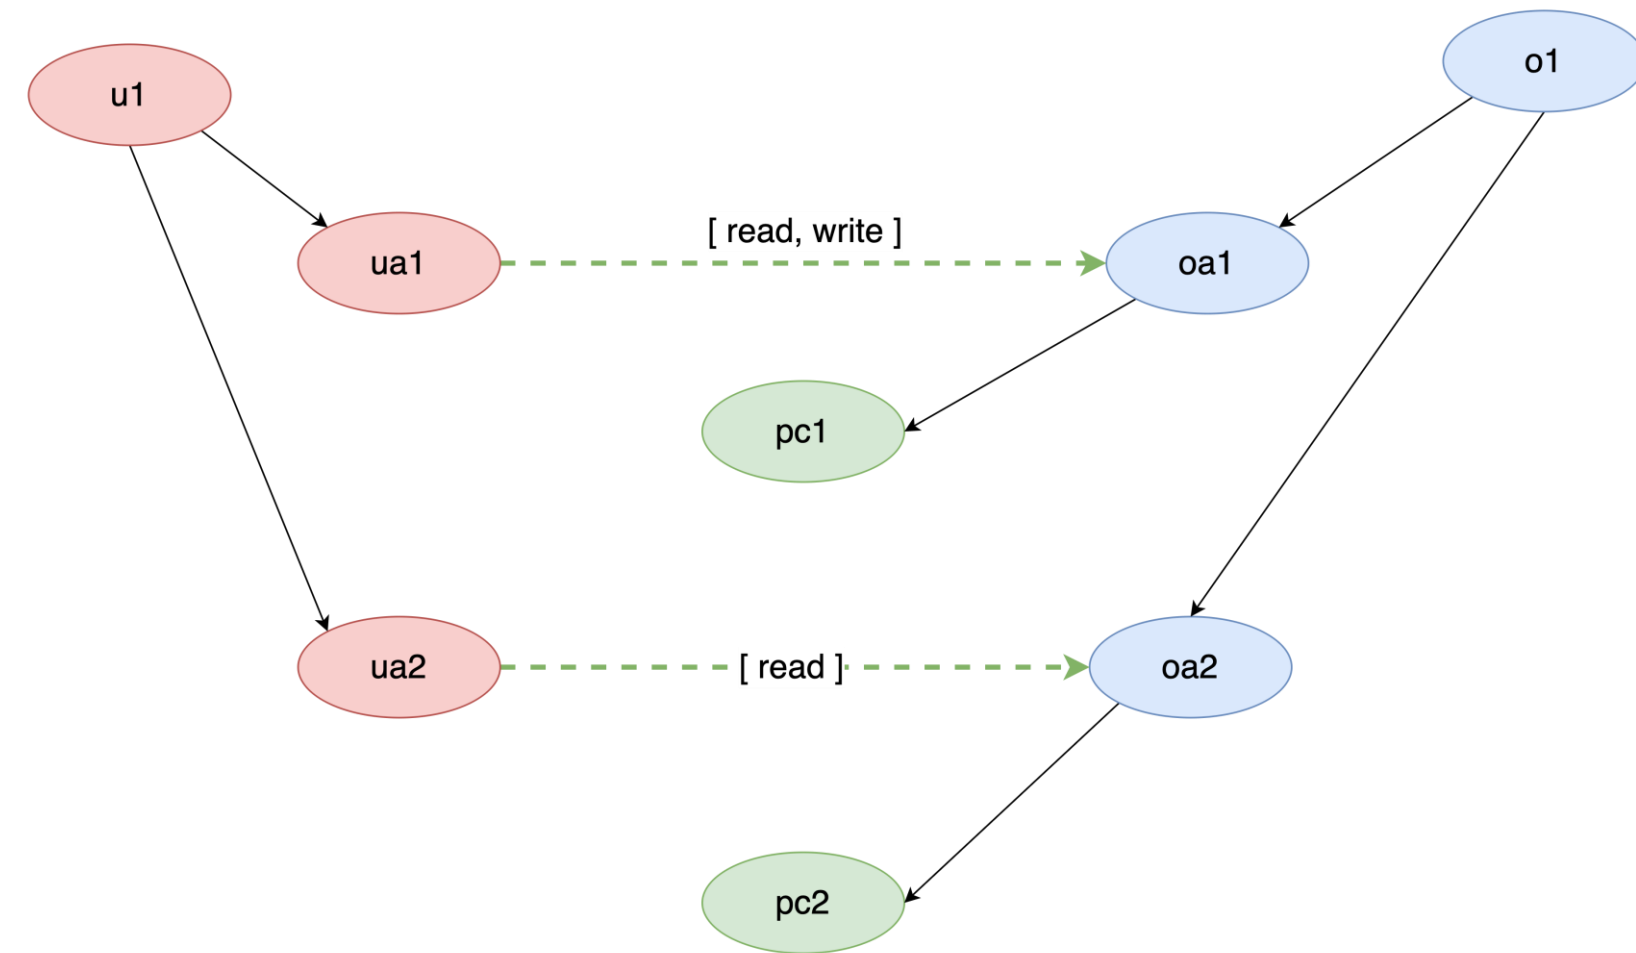 u1
o1
ua1
[ read, write ]
oa1
pc1
ua2
[ read ]
oa2
pc2